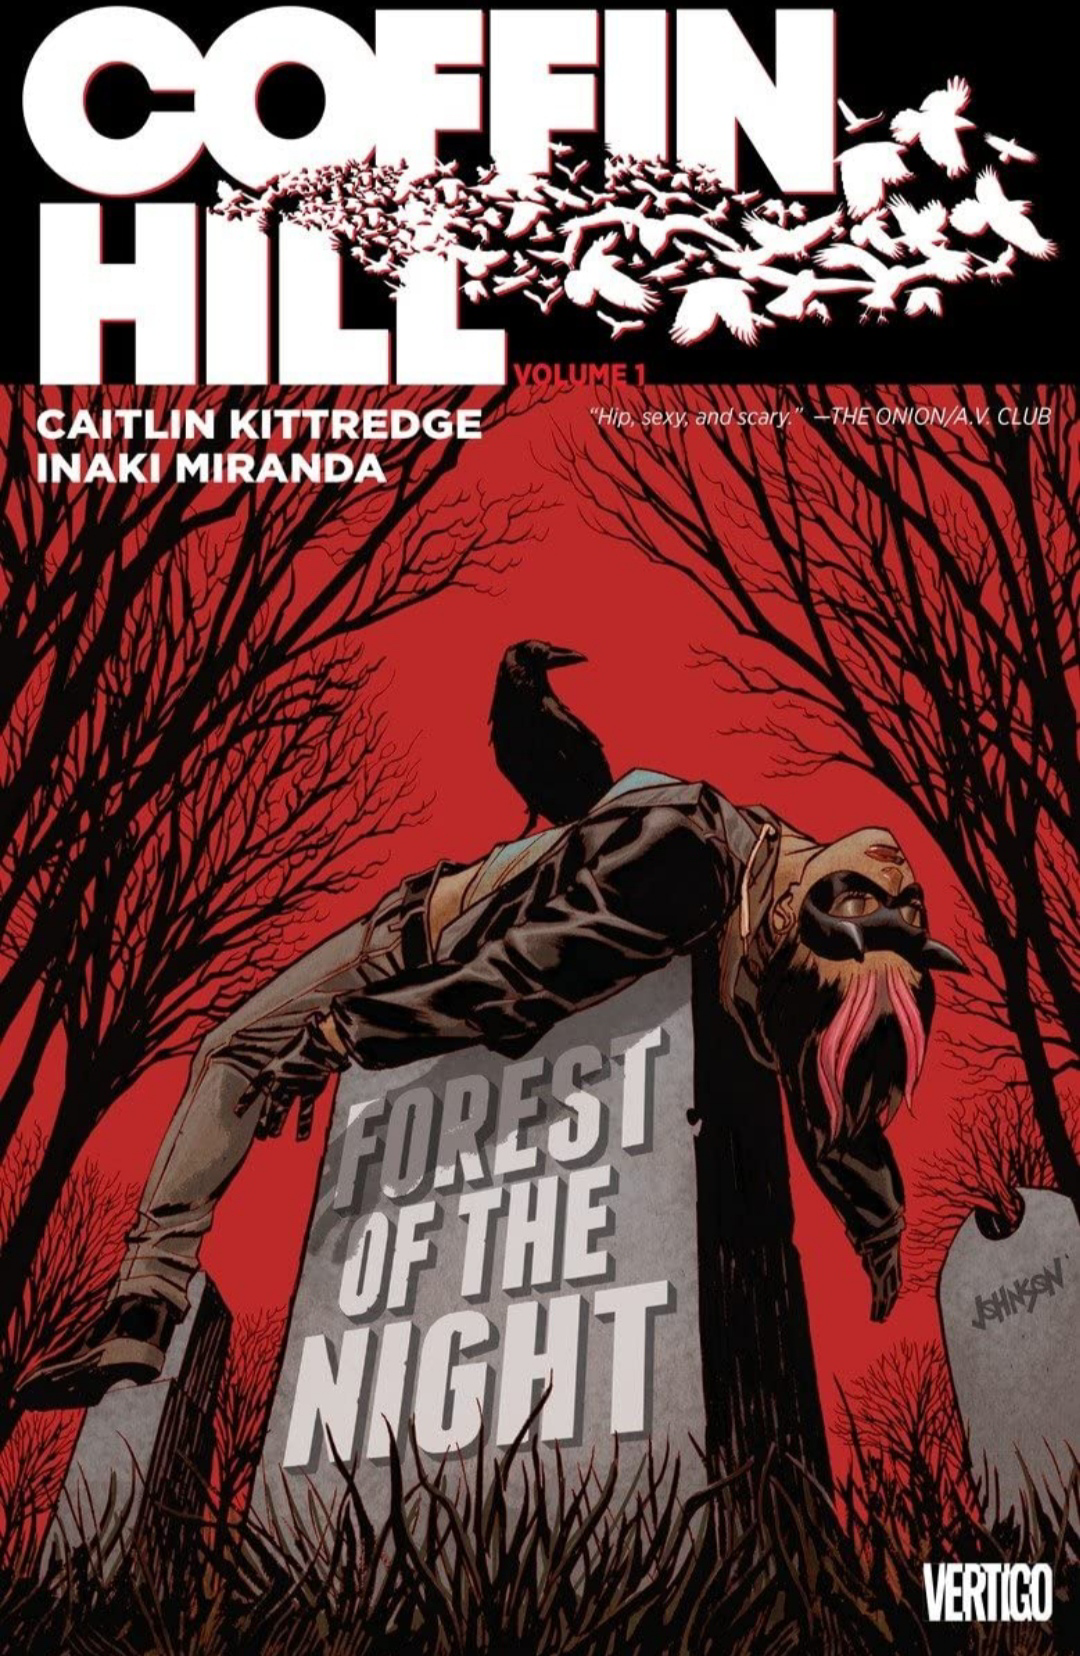 COFFIN
HILL
VOLUME 1
CAITLIN KITTREDGE
INAKI MIRANDA
“Hip, sexy, and scary.” —THE ONION/A.V. CLUB
FOREST
OF THE
NIGHT
JOHNSON
VERTIGO